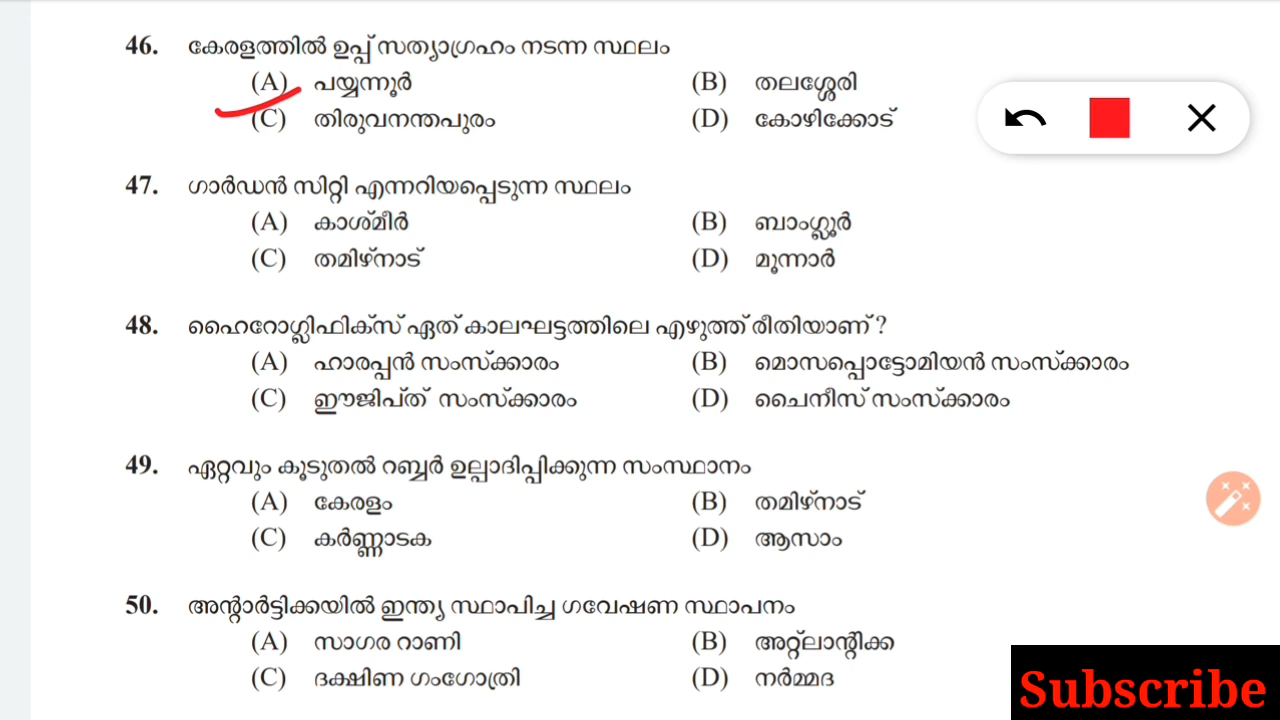 46. കേരളത്തിൽ ഉപ്പ് സത്യാഗ്രഹം നടന്ന സ്ഥലം
(A) പയ്യന്നൂർ (B) തലശ്ശേരി
(C) തിരുവനന്തപുരം (D) കോഴിക്കോട്
47. ഗാർഡൻ സിറ്റി എന്നറിയപ്പെടുന്ന സ്ഥലം
(A) കാശ്മീർ (B) ബാംഗ്ലൂർ
(C) തമിഴ്നാട് (D) മൂന്നാർ
48. ഹൈറോഗ്ലിഫിക്സ് ഏത് കാലഘട്ടത്തിലെ എഴുത്ത് രീതിയാണ് ?
(A) ഹാരപ്പൻ സംസ്ക്കാരം (B) മൊസപ്പൊട്ടോമിയൻ സംസ്ക്കാരം
(C) ഈജിപ്ത് സംസ്ക്കാരം (D) ചൈനീസ് സംസ്ക്കാരം
49. ഏറ്റവും കൂടുതൽ റബ്ബർ ഉല്പാദിപ്പിക്കുന്ന സംസ്ഥാനം
(A) കേരളം (B) തമിഴ്നാട്
(C) കർണ്ണാടക (D) ആസാം
50. അന്റാർട്ടിക്കയിൽ ഇന്ത്യ സ്ഥാപിച്ച ഗവേഷണ സ്ഥാപനം
(A) സാഗര റാണി (B) അറ്റ്ലാന്റിക്ക
(C) ദക്ഷിണ ഗംഗോത്രി (D) നർമ്മദ
Subscribe